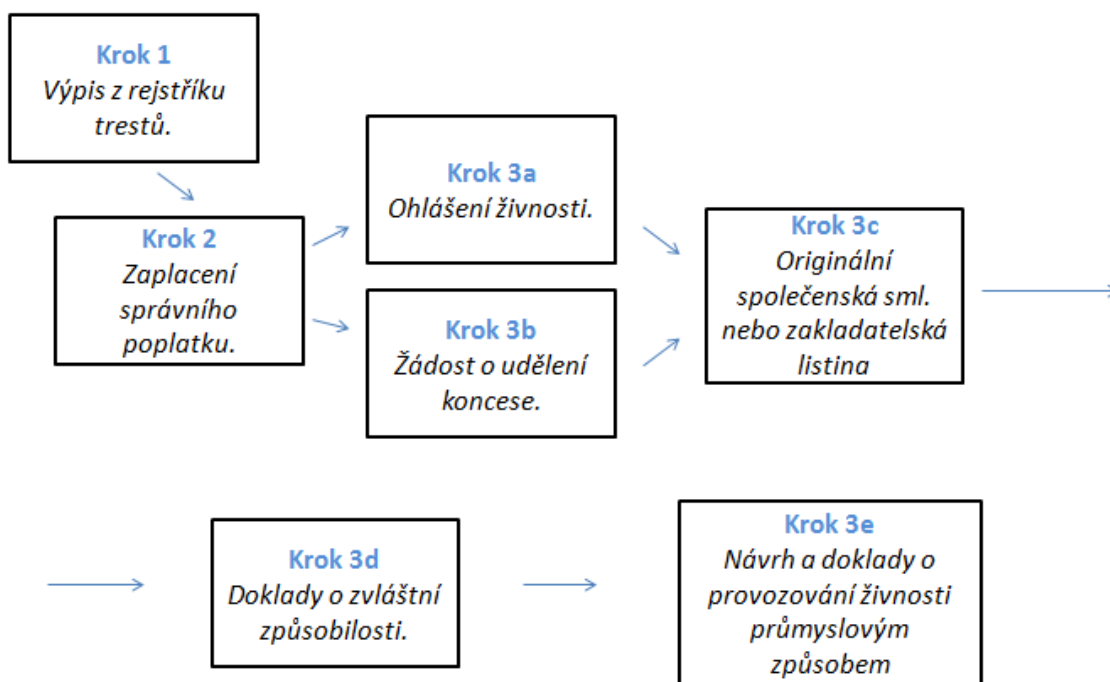 Krok 1
Výpis z rejstříku
trestů.
Krok 2
Zaplacení
správního
poplatku.
Krok 3a
Ohlášení živnosti.
Krok 3b
Žádost o udělení
koncese.
Krok 3c
Originální
společenská sml.
nebo zakladatelská
listina
Krok 3d
Doklady o zvláštní
způsobilosti.
Krok 3e
Návrh a doklady o
provozování živnosti
průmyslovým
způsobem